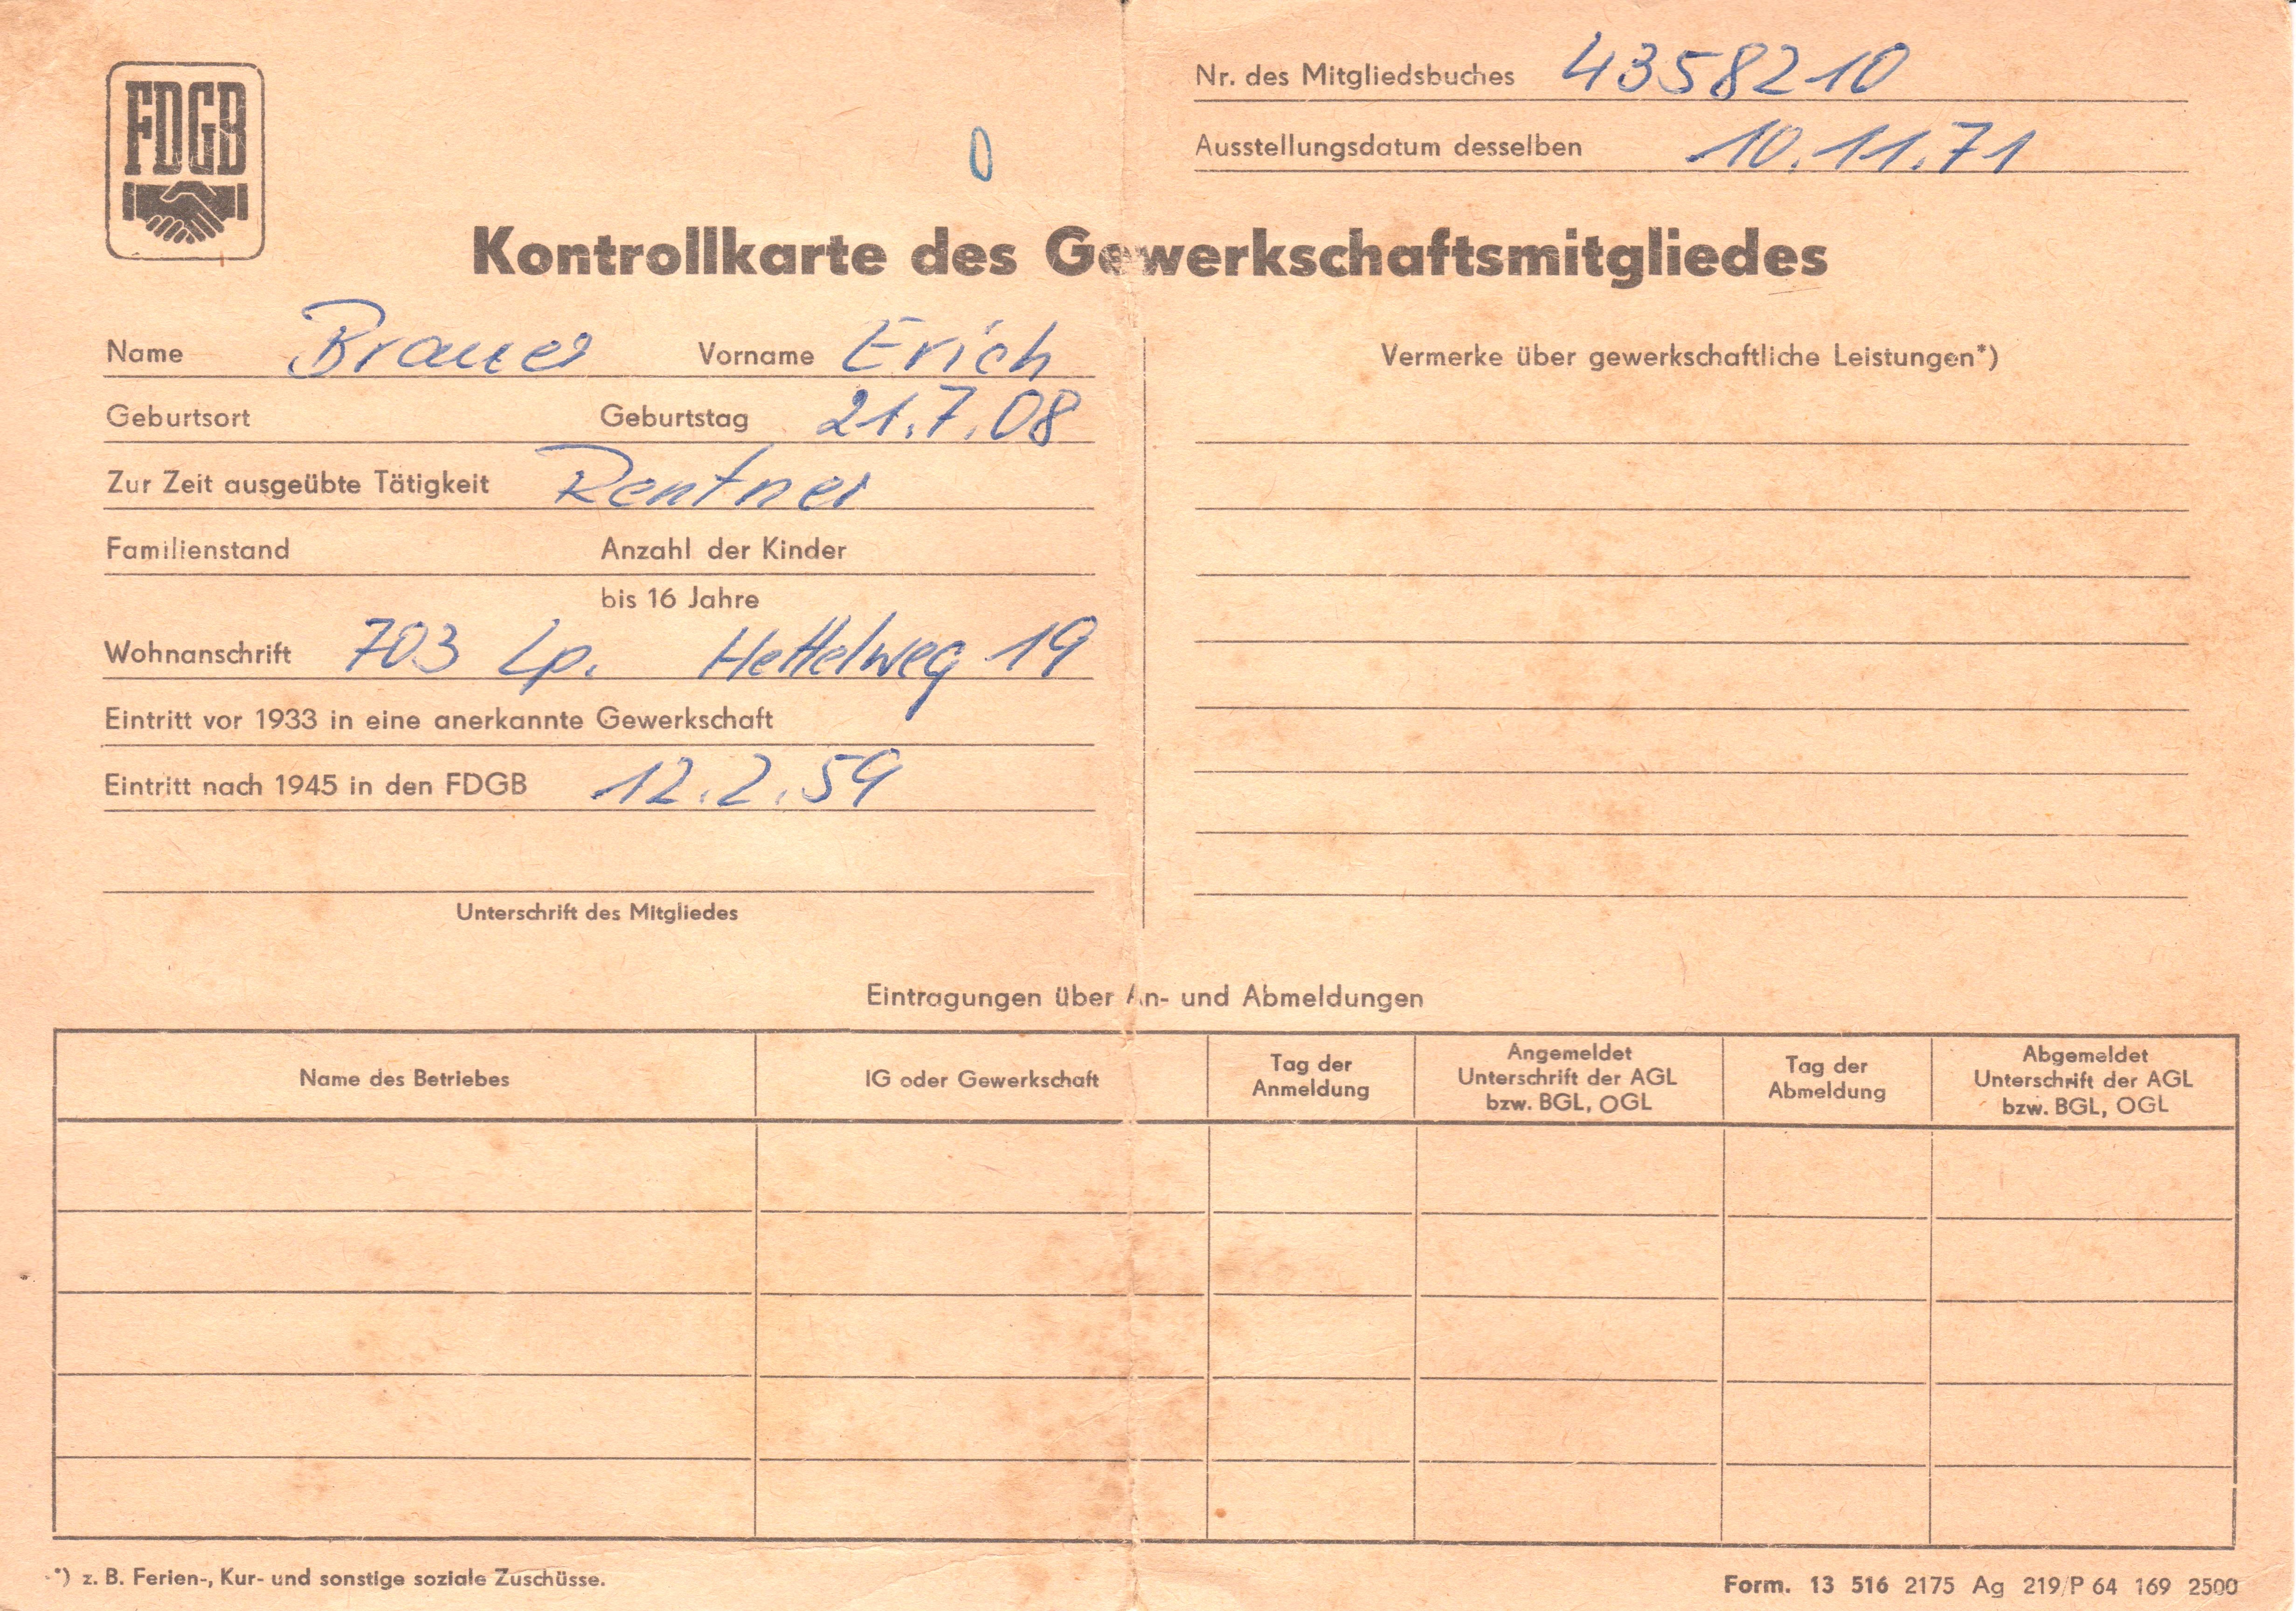 FDGB
Nr. des Mitgliedsbuches 4358210
0
Ausstellungsdatum desselben 10.11.71
Kontrollkarte des Gewerkschaftsmitgliedes
Name Brauer Vorname Erich
Geburtsort Geburtstag 21.7.08
Zur Zeit ausgeübte Tätigkeit Rentner
Familienstand Anzahl der Kinder
bis 16 Jahre
Wohnanschrift 703 Lp. Hettelweg 19
Eintritt vor 1933 in eine anerkannte Gewerkschaft
Eintritt nach 1945 in den FDGB 12.2.59
Unterschrift des Mitgliedes
Vermerke über gewerkschaftliche Leistungen*)
Eintragungen über An- und Abmeldungen
Name des Betriebes
IG oder Gewerkschaft
Tag der
Anmeldung
Angemeldet
Unterschrift der AGL
bzw. BGL, OGL
Tag der
Abmeldung
Abgemeldet
Unterschrift der AGL
bzw. BGL, OGL
*) z. B. Ferien-, Kur- und sonstige soziale Zuschüsse.
Form. 13 516 2175 Ag 219/P 64 169 2500